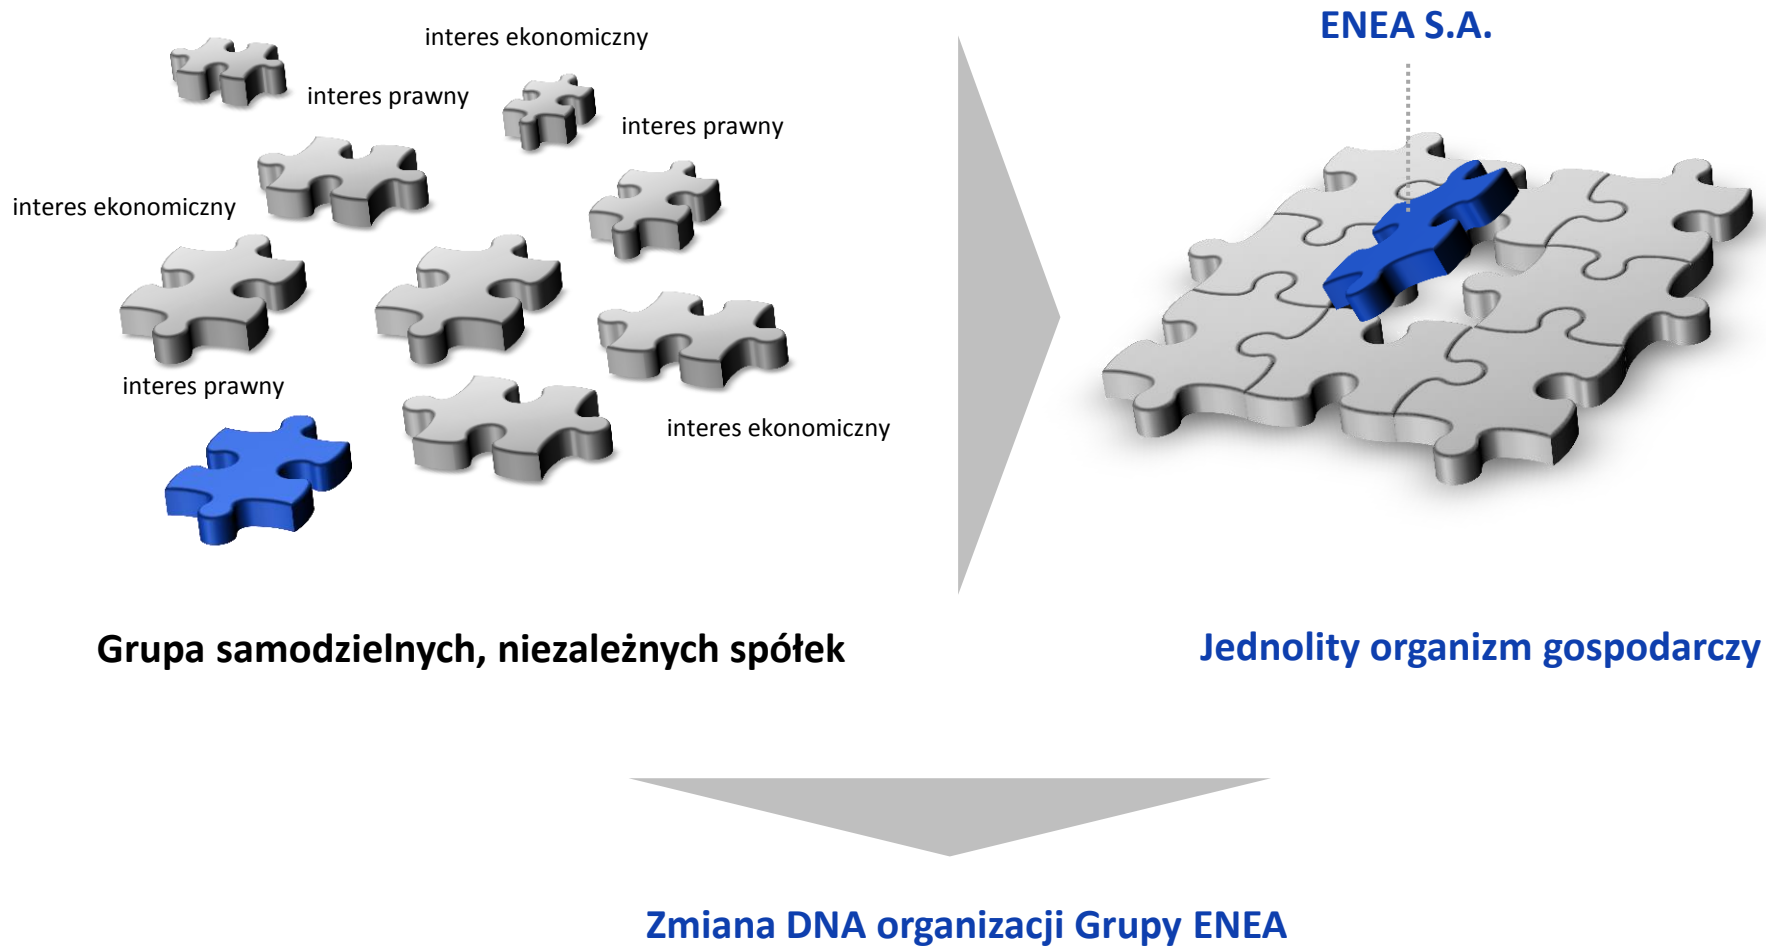 ENEA S.A.
interes ekonomiczny
interes prawny
interes prawny
interes ekonomiczny
interes prawny
interes ekonomiczny
Grupa samodzielnych, niezależnych spółek
Jednolity organizm gospodarczy
Zmiana DNA organizacji Grupy ENEA